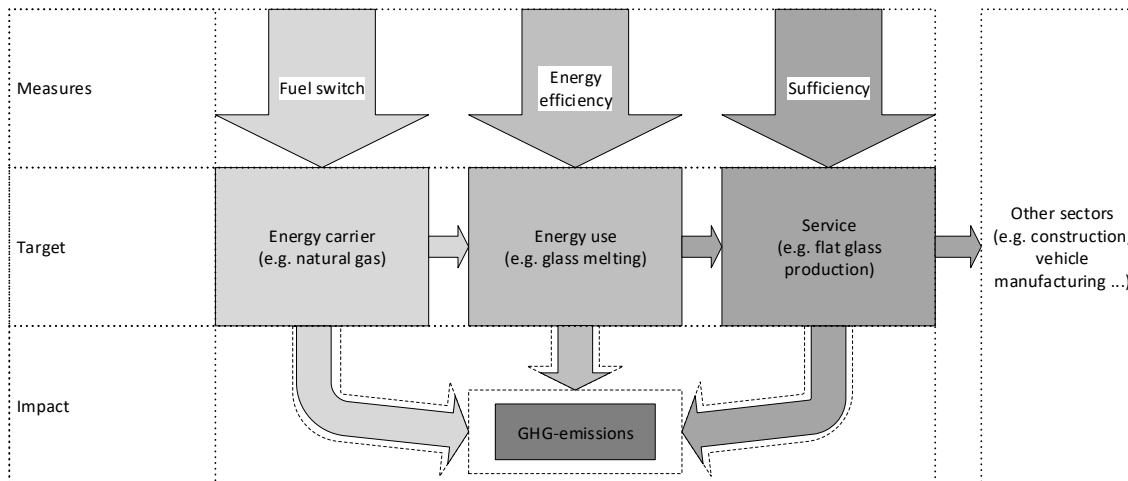 Measures
Fuel switch
Energy
efficiency
Sufficiency
Target
Energy carrier
(e.g. natural gas)
Energy use
(e.g. glass melting)
Service
(e.g. flat glass
production)
Other sectors
(e.g. construction,
vehicle
manufacturing ...)
Impact
GHG-emissions